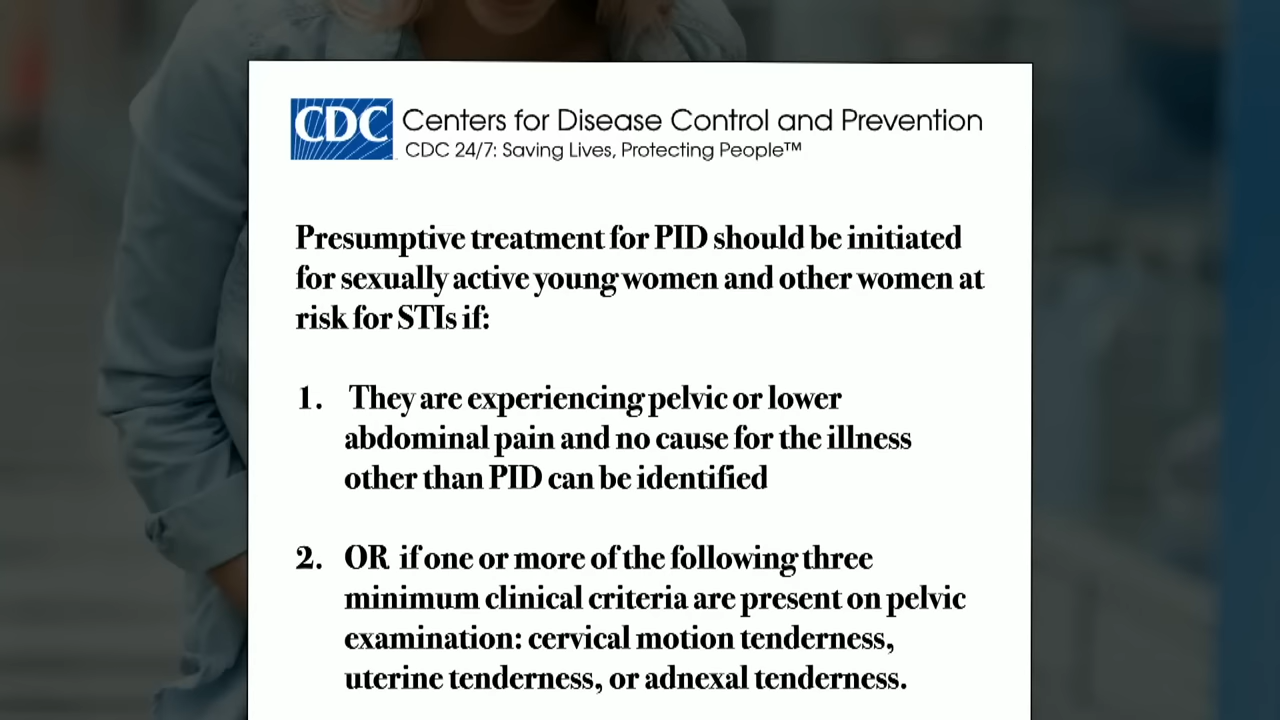 CDC Centers for Disease Control and Prevention
CDC 24/7: Saving Lives, Protecting People™
Presumptive treatment for PID should be initiated
for sexually active young women and other women at
risk for STIs if:
1. They are experiencing pelvic or lower
abdominal pain and no cause for the illness
other than PID can be identified
2. OR if one or more of the following three
minimum clinical criteria are present on pelvic
examination: cervical motion tenderness,
uterine tenderness, or adnexal tenderness.